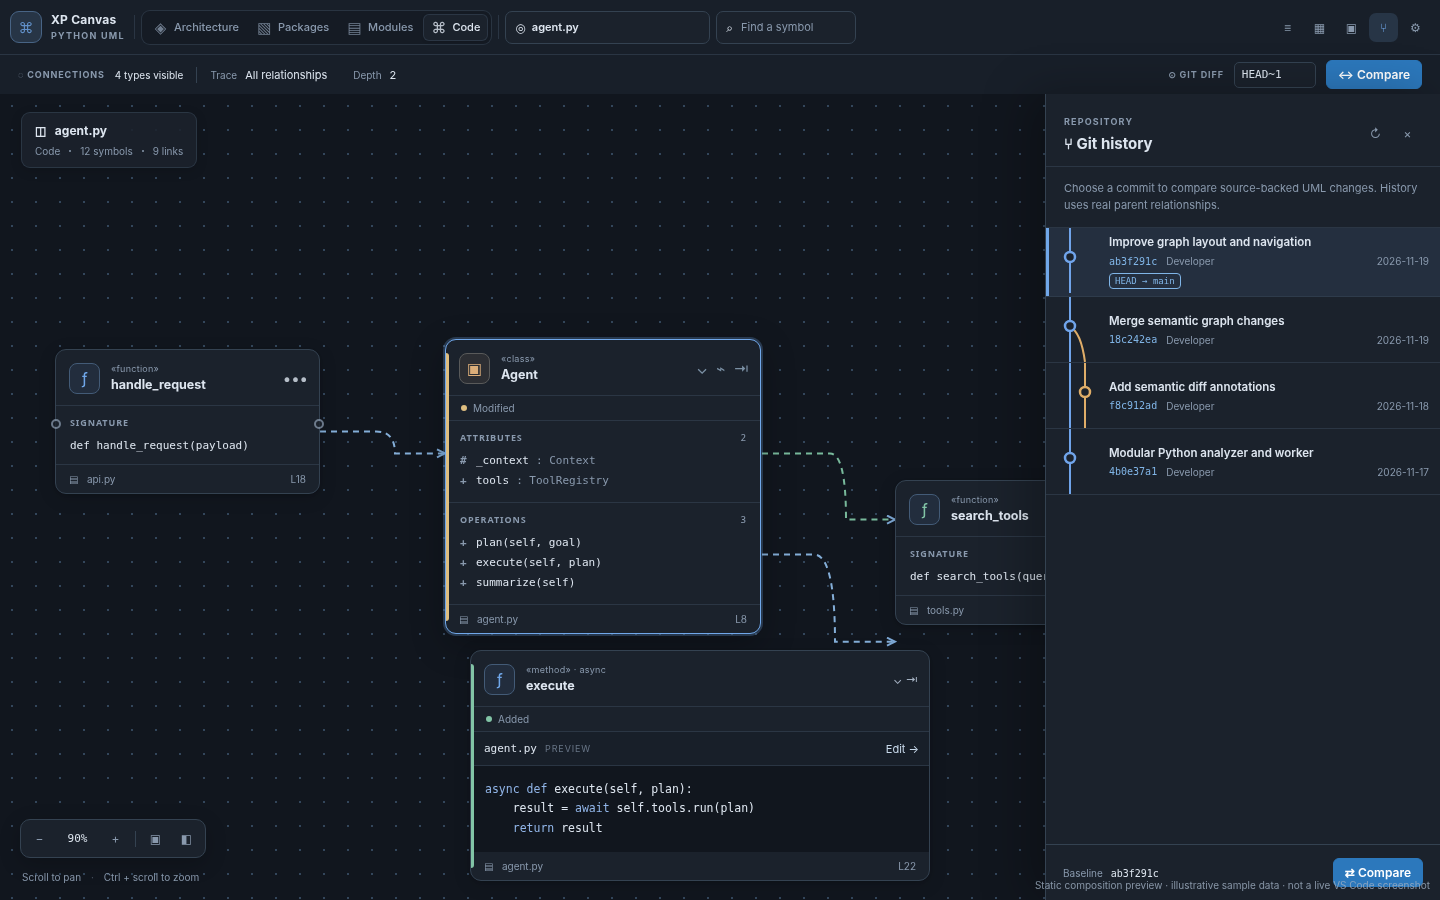 XP Canvas
PYTHON UML
Architecture
Packages
Modules
Code
agent.py
Find a symbol
CONNECTIONS
4 types visible
Trace All relationships
Depth 2
GIT DIFF
HEAD~1
↔ Compare
agent.py
Code • 12 symbols • 9 links
«function»
handle_request
SIGNATURE
def handle_request(payload)
api.py
L18
«class»
Agent
Modified
ATTRIBUTES
2
# _context : Context
+ tools : ToolRegistry
OPERATIONS
3
+ plan(self, goal)
+ execute(self, plan)
+ summarize(self)
agent.py
L8
«function»
search_tools
SIGNATURE
def search_tools(quer
tools.py
«method» · async
execute
Added
agent.py PREVIEW
Edit →
async def execute(self, plan):
result = await self.tools.run(plan)
return result
agent.py
L22
− 90% +
Scroll to pan · Ctrl + scroll to zoom
REPOSITORY
Git history
Choose a commit to compare source-backed UML changes. History
uses real parent relationships.
Improve graph layout and navigation
ab3f291c Developer
2026-11-19
HEAD → main
Merge semantic graph changes
18c242ea Developer
2026-11-19
Add semantic diff annotations
f8c912ad Developer
2026-11-18
Modular Python analyzer and worker
4b0e37a1 Developer
2026-11-17
Baseline ab3f291c
⇄ Compare
Static composition preview · illustrative sample data · not a live VS Code screenshot